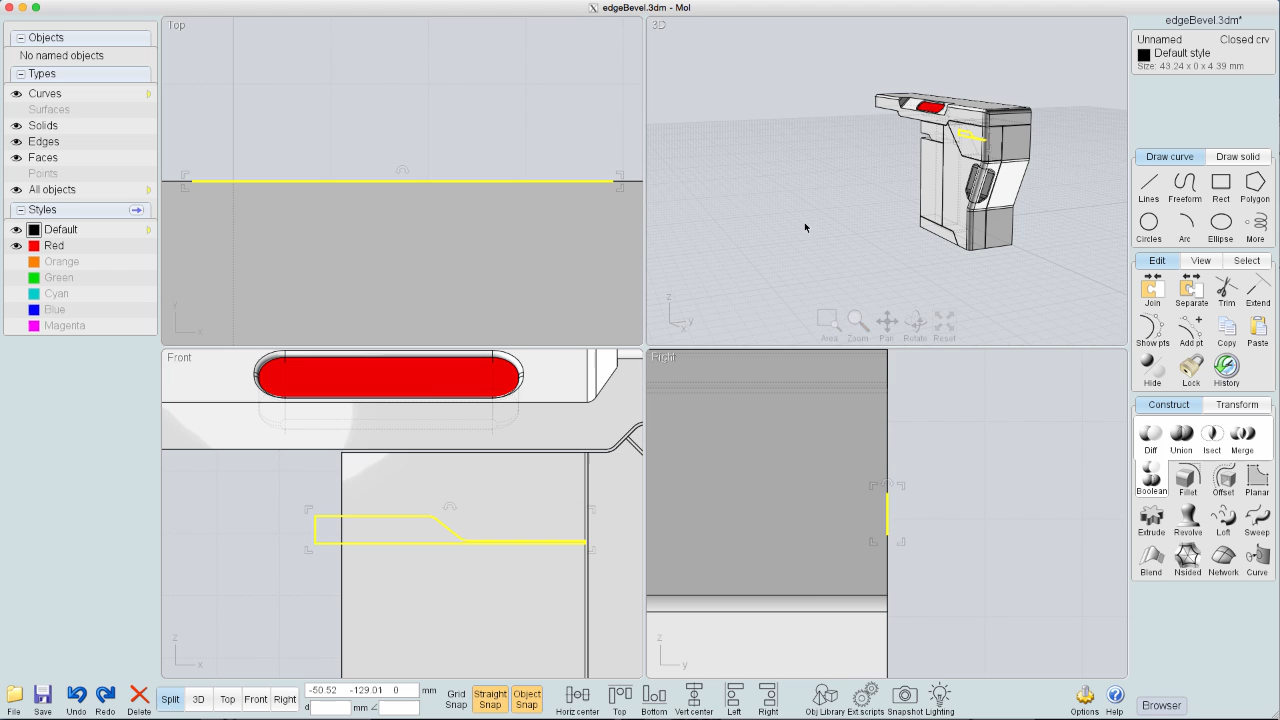 edgeBevel.3dm - MoI
Objects
No named objects
Types
Curves
Surfaces
Solids
Edges
Faces
Points
All objects
Styles
Default
Red
Orange
Green
Cyan
Blue
Magenta
Top
y
x
3D
z
y
Area
Zoom
Pan
Rotate
Reset
Front
z
x
Right
z
y
edgeBevel.3dm*
Unnamed
Closed crv
Default style
Size: 43.24 x 0 x 4.39 mm
Draw curve
Draw solid
Lines
Freeform
Rect
Polygon
Circles
Arc
Ellipse
More
Edit
View
Select
Join
Separate
Trim
Extend
Show pts
Add pt
Copy
Paste
Hide
Lock
History
Construct
Transform
Diff
Union
Isect
Merge
Boolean
Fillet
Offset
Planar
Extrude
Revolve
Loft
Sweep
Blend
Nsided
Network
Curve
File
Save
Undo
Redo
Delete
Split
3D
Top
Front
Right
-50.52 -129.01 0 mm
d mm ∠
Grid Snap
Straight Snap
Object Snap
Horiz center
Top
Bottom
Vert center
Left
Right
Obj Library
Ext scripts
Snapshot
Lighting
Options
Help
Browser